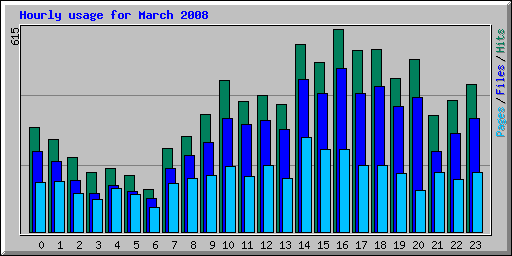 Hourly usage for March 2008
615
Pages/Files/Hits
0 1 2 3 4 5 6 7 8 9 10 11 12 13 14 15 16 17 18 19 20 21 22 23